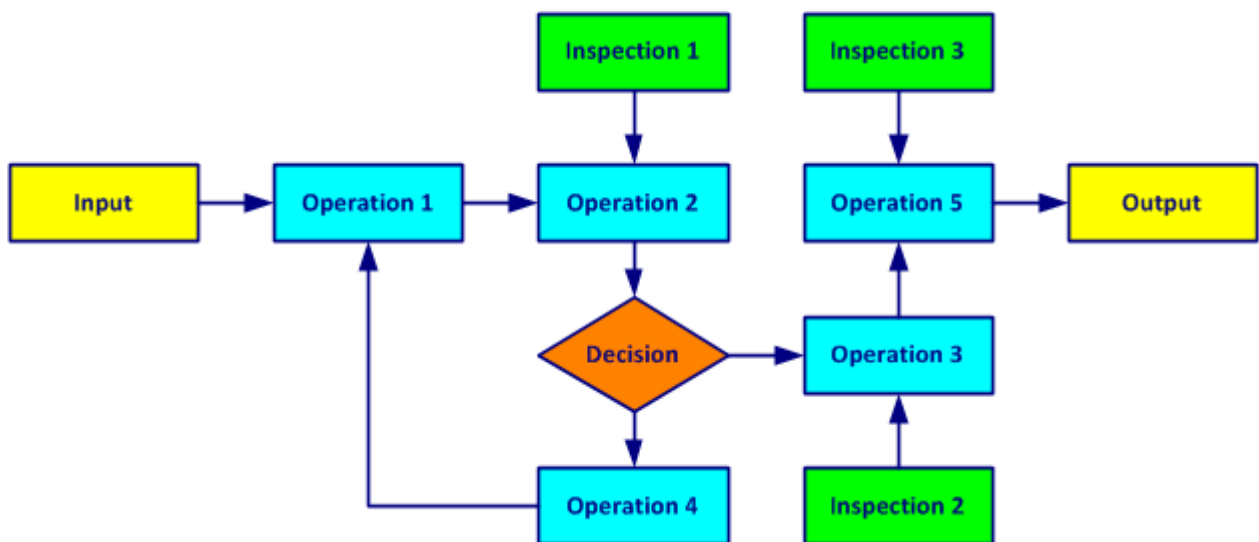 Inspection 1
Inspection 3
Input
Operation 1
Operation 2
Operation 5
Output
Decision
Operation 3
Operation 4
Inspection 2